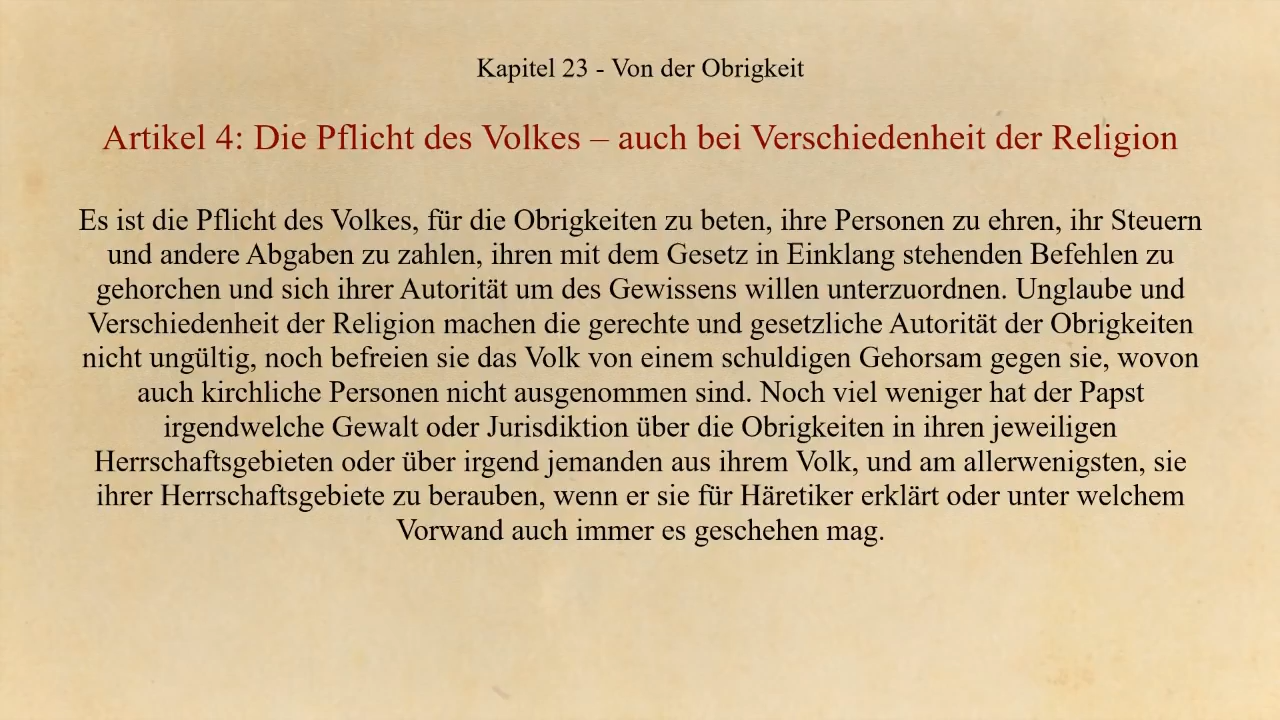 Kapitel 23 - Von der Obrigkeit
Artikel 4: Die Pflicht des Volkes – auch bei Verschiedenheit der Religion
Es ist die Pflicht des Volkes, für die Obrigkeiten zu beten, ihre Personen zu ehren, ihr Steuern
und andere Abgaben zu zahlen, ihren mit dem Gesetz in Einklang stehenden Befehlen zu
gehorchen und sich ihrer Autorität um des Gewissens willen unterzuordnen. Unglaube und
Verschiedenheit der Religion machen die gerechte und gesetzliche Autorität der Obrigkeiten
nicht ungültig, noch befreien sie das Volk von einem schuldigen Gehorsam gegen sie, wovon
auch kirchliche Personen nicht ausgenommen sind. Noch viel weniger hat der Papst
irgendwelche Gewalt oder Jurisdiktion über die Obrigkeiten in ihren jeweiligen
Herrschaftsgebieten oder über irgend jemanden aus ihrem Volk, und am allerwenigsten, sie
ihrer Herrschaftsgebiete zu berauben, wenn er sie für Häretiker erklärt oder unter welchem
Vorwand auch immer es geschehen mag.